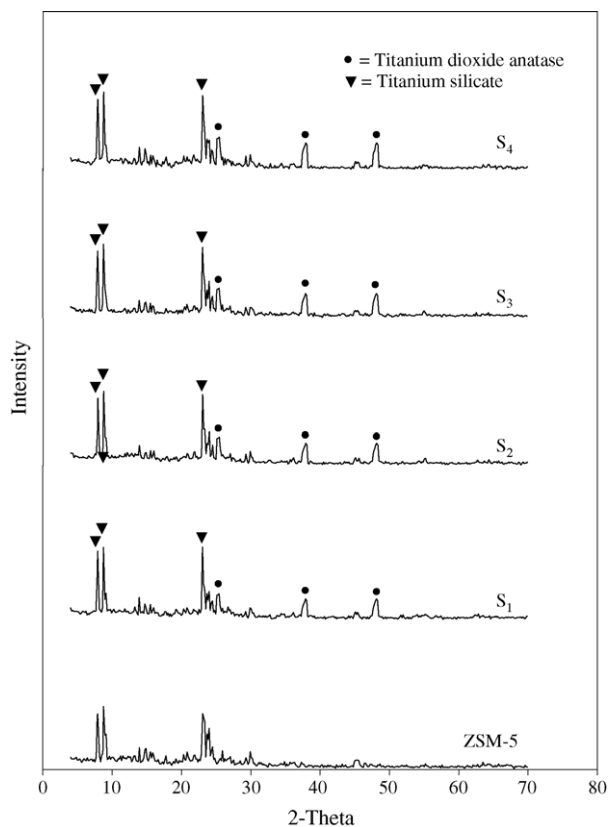 ● = Titanium dioxide anatase
▼ = Titanium silicate
S4
S3
S2
S1
ZSM-5
Intensity
0 10 20 30 40 50 60 70 80
2-Theta